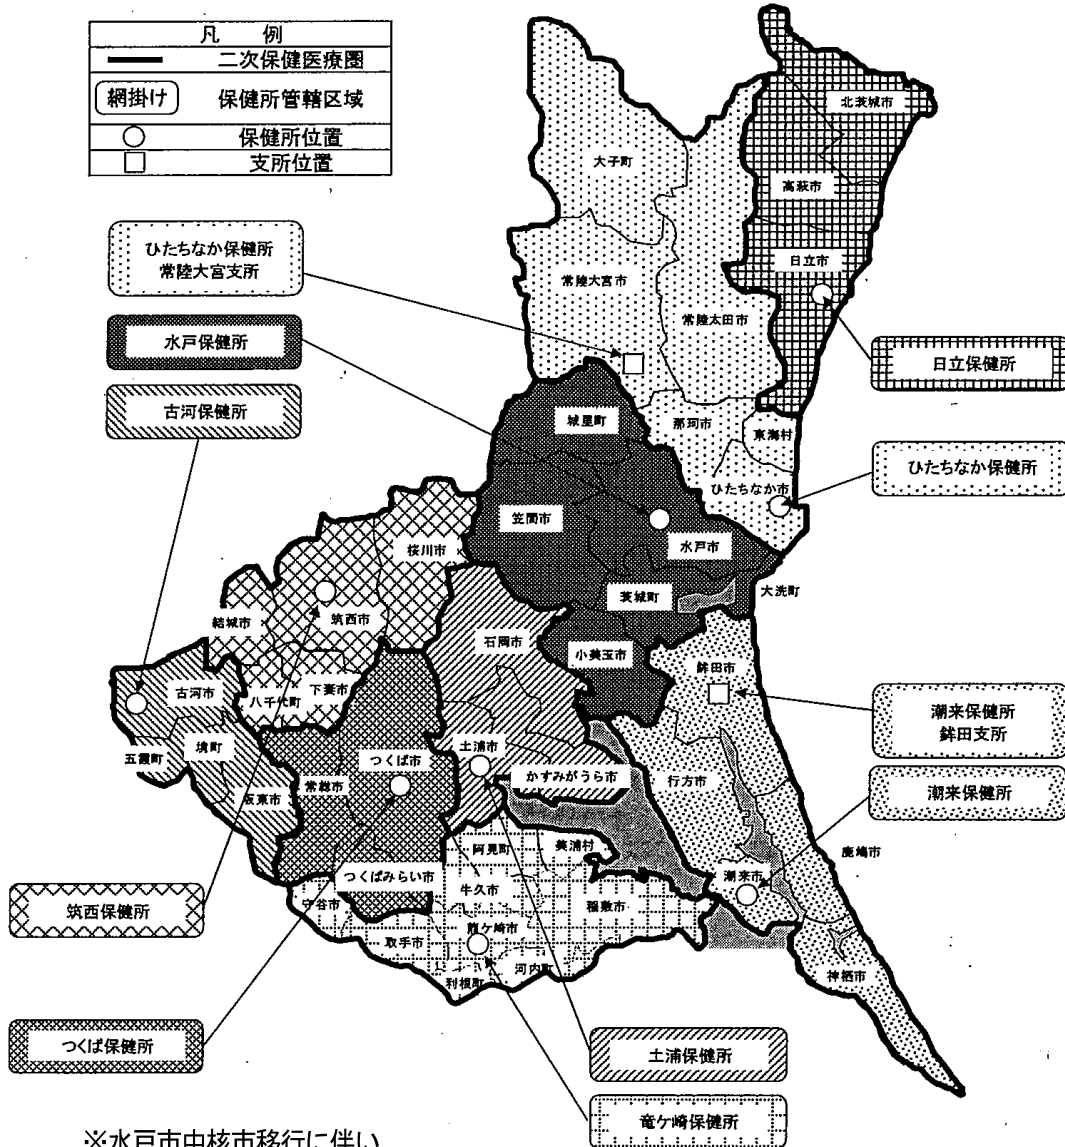 凡 例
二次保健医療圏
網掛け 保健所管轄区域
保健所位置
支所位置
北茨城市
大子町
高萩市
ひたちなか保健所
常陸大宮支所
日立市
常陸大宮市
常陸太田市
水戸保健所
日立保健所
古河保健所
城里町
那珂市
東海村
ひたちなか保健所
ひたちなか市
笠間市
水戸市
桜川市
大洗町
茨城町
結城市
筑西市
石岡市
小美玉市
鉾田市
古河市
八千代町
下妻市
潮来保健所
鉾田支所
五霞町
境町
土浦市
つくば市
かすみがうら市
行方市
坂東市
常総市
潮来保健所
阿見町
美浦村
鹿嶋市
つくばみらい市
潮来市
守谷市
牛久市
稲敷市
筑西保健所
取手市
龍ケ崎市
利根町
河内町
神栖市
つくば保健所
土浦保健所
竜ケ崎保健所
※水戸市中核市移行に伴い